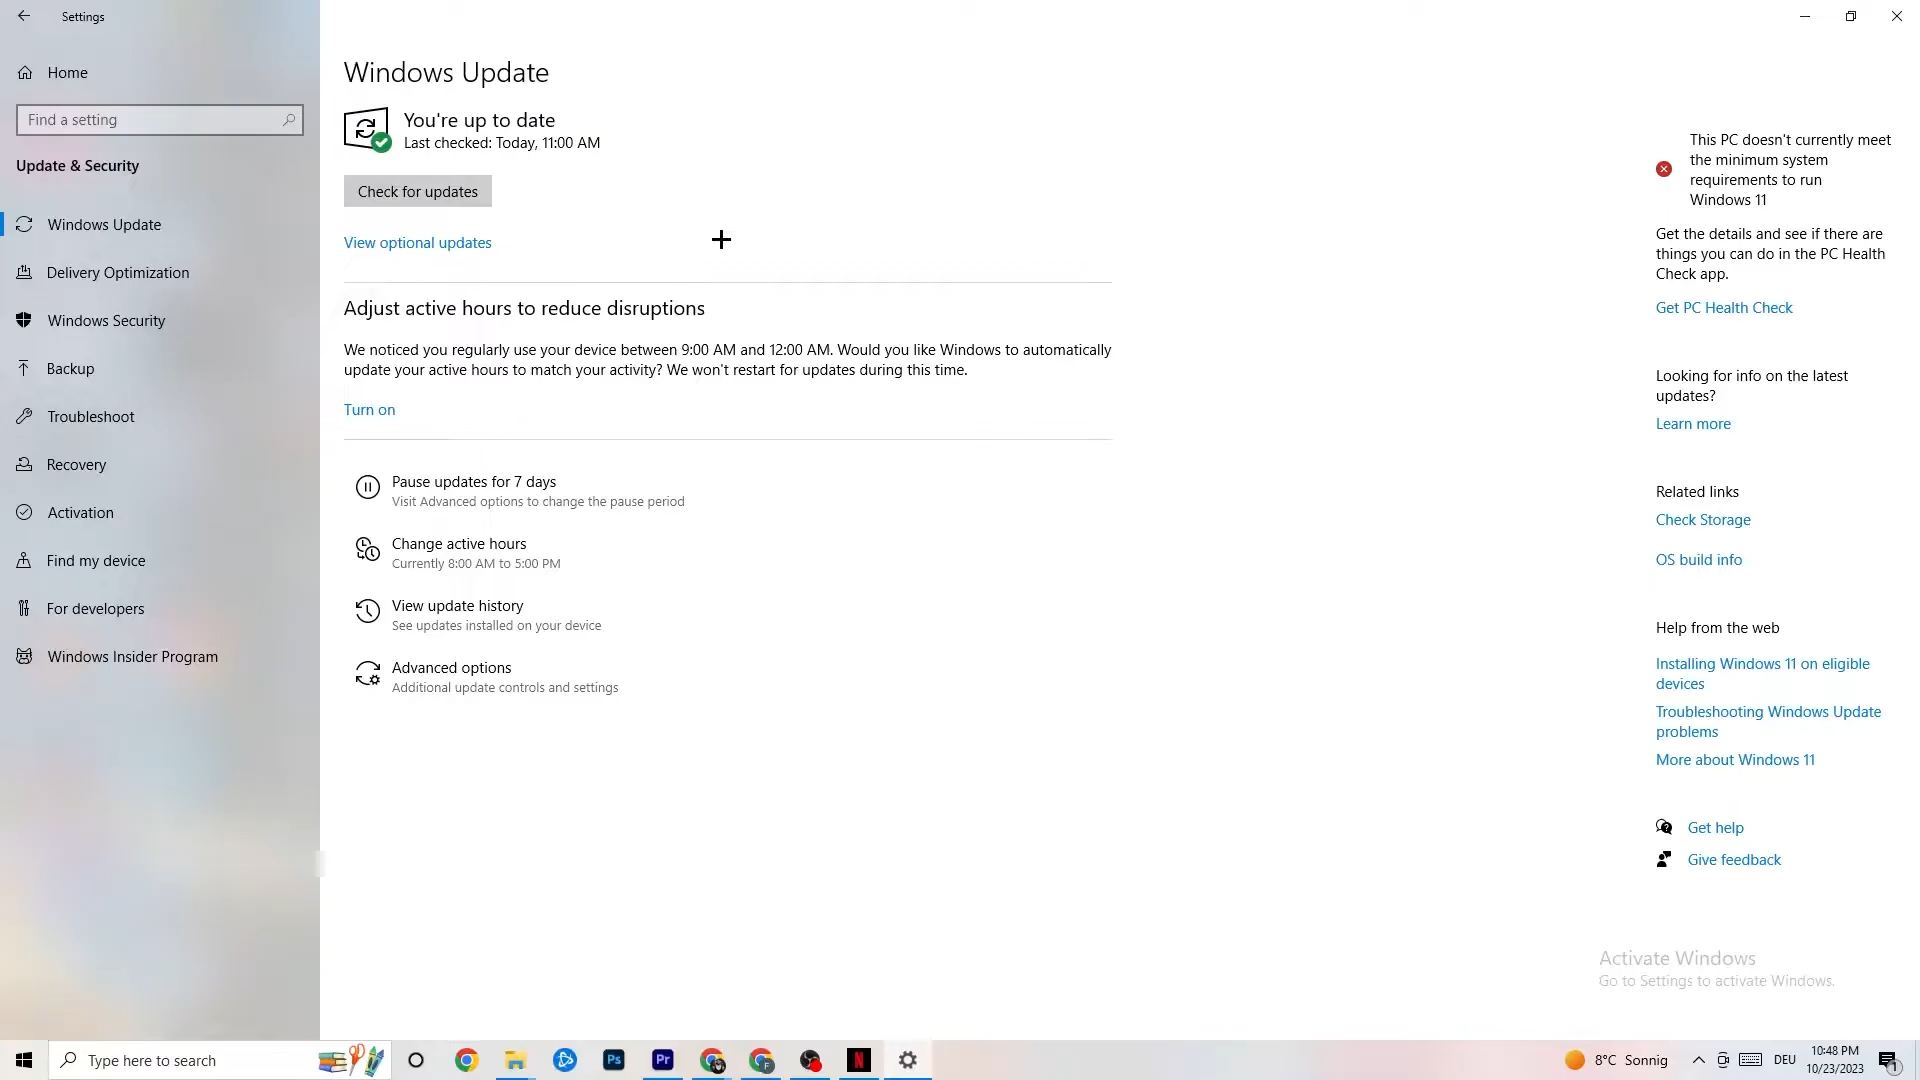 Settings
Home
Find a setting
Update & Security
Windows Update
Delivery Optimization
Windows Security
Backup
Troubleshoot
Recovery
Activation
Find my device
For developers
Windows Insider Program
Windows Update
You're up to date
Last checked: Today, 11:00 AM
Check for updates
View optional updates
Adjust active hours to reduce disruptions
We noticed you regularly use your device between 9:00 AM and 12:00 AM. Would you like Windows to automatically
update your active hours to match your activity? We won't restart for updates during this time.
Turn on
Pause updates for 7 days
Visit Advanced options to change the pause period
Change active hours
Currently 8:00 AM to 5:00 PM
View update history
See updates installed on your device
Advanced options
Additional update controls and settings
This PC doesn't currently meet
the minimum system
requirements to run
Windows 11
Get the details and see if there are
things you can do in the PC Health
Check app.
Get PC Health Check
Looking for info on the latest
updates?
Learn more
Related links
Check Storage
OS build info
Help from the web
Installing Windows 11 on eligible
devices
Troubleshooting Windows Update
problems
More about Windows 11
Get help
Give feedback
Activate Windows
Go to Settings to activate Windows.
Type here to search
Ps
Pr
F
N
8°C Sonnig
DEU
10:48 PM
10/23/2023
1